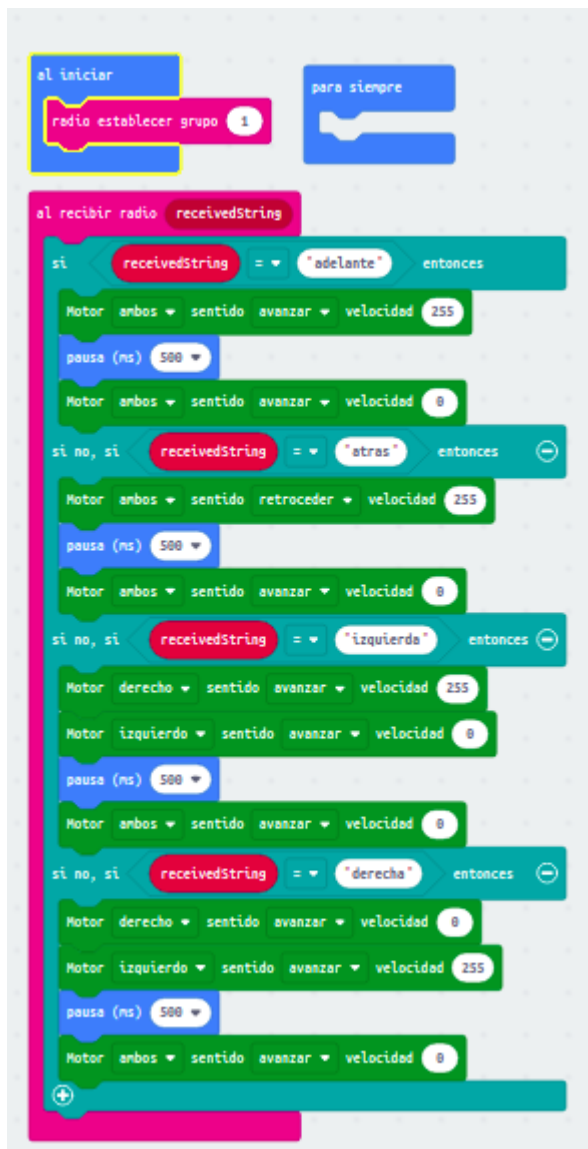 al iniciar
radio establecer grupo 1
para siempre
al recibir radio receivedString
si receivedString = "adelante" entonces
Motor ambos sentido avanzar velocidad 255
pausa (ms) 500
Motor ambos sentido avanzar velocidad 0
si no, si receivedString = "atras" entonces
Motor ambos sentido retroceder velocidad 255
pausa (ms) 500
Motor ambos sentido avanzar velocidad 0
si no, si receivedString = "izquierda" entonces
Motor derecho sentido avanzar velocidad 255
Motor izquierdo sentido avanzar velocidad 0
pausa (ms) 500
Motor ambos sentido avanzar velocidad 0
si no, si receivedString = "derecha" entonces
Motor derecho sentido avanzar velocidad 0
Motor izquierdo sentido avanzar velocidad 255
pausa (ms) 500
Motor ambos sentido avanzar velocidad 0